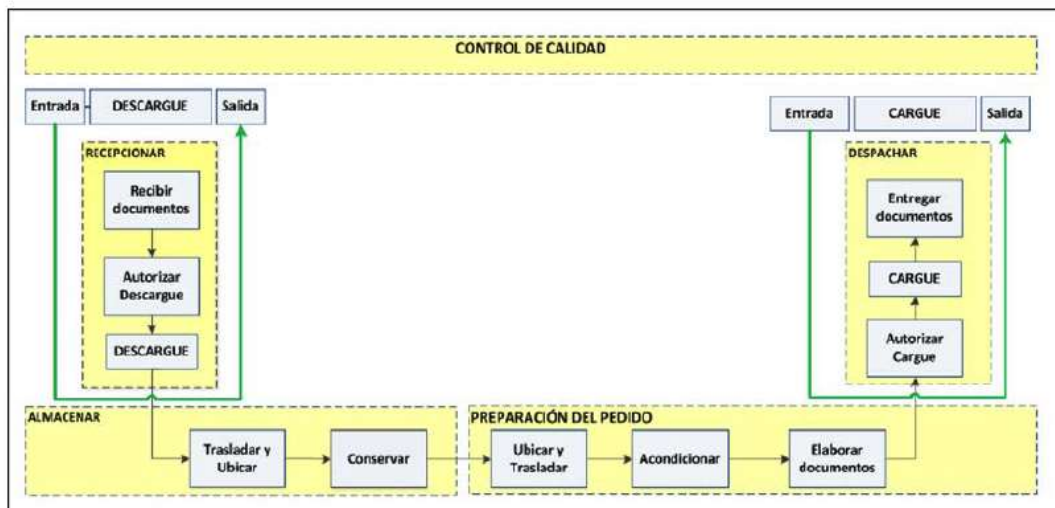 CONTROL DE CALIDAD
Entrada
DESCARGUE
Salida
RECEPCIONAR
Recibir
documentos
Autorizar
Descargue
DESCARGUE
Entrada
CARGUE
Salida
DESPACHAR
Entregar
documentos
CARGUE
Autorizar
Cargue
ALMACENAR
Trasladar y
Ubicar
Conservar
PREPARACIÓN DEL PEDIDO
Ubicar y
Trasladar
Acondicionar
Elaborar
documentos